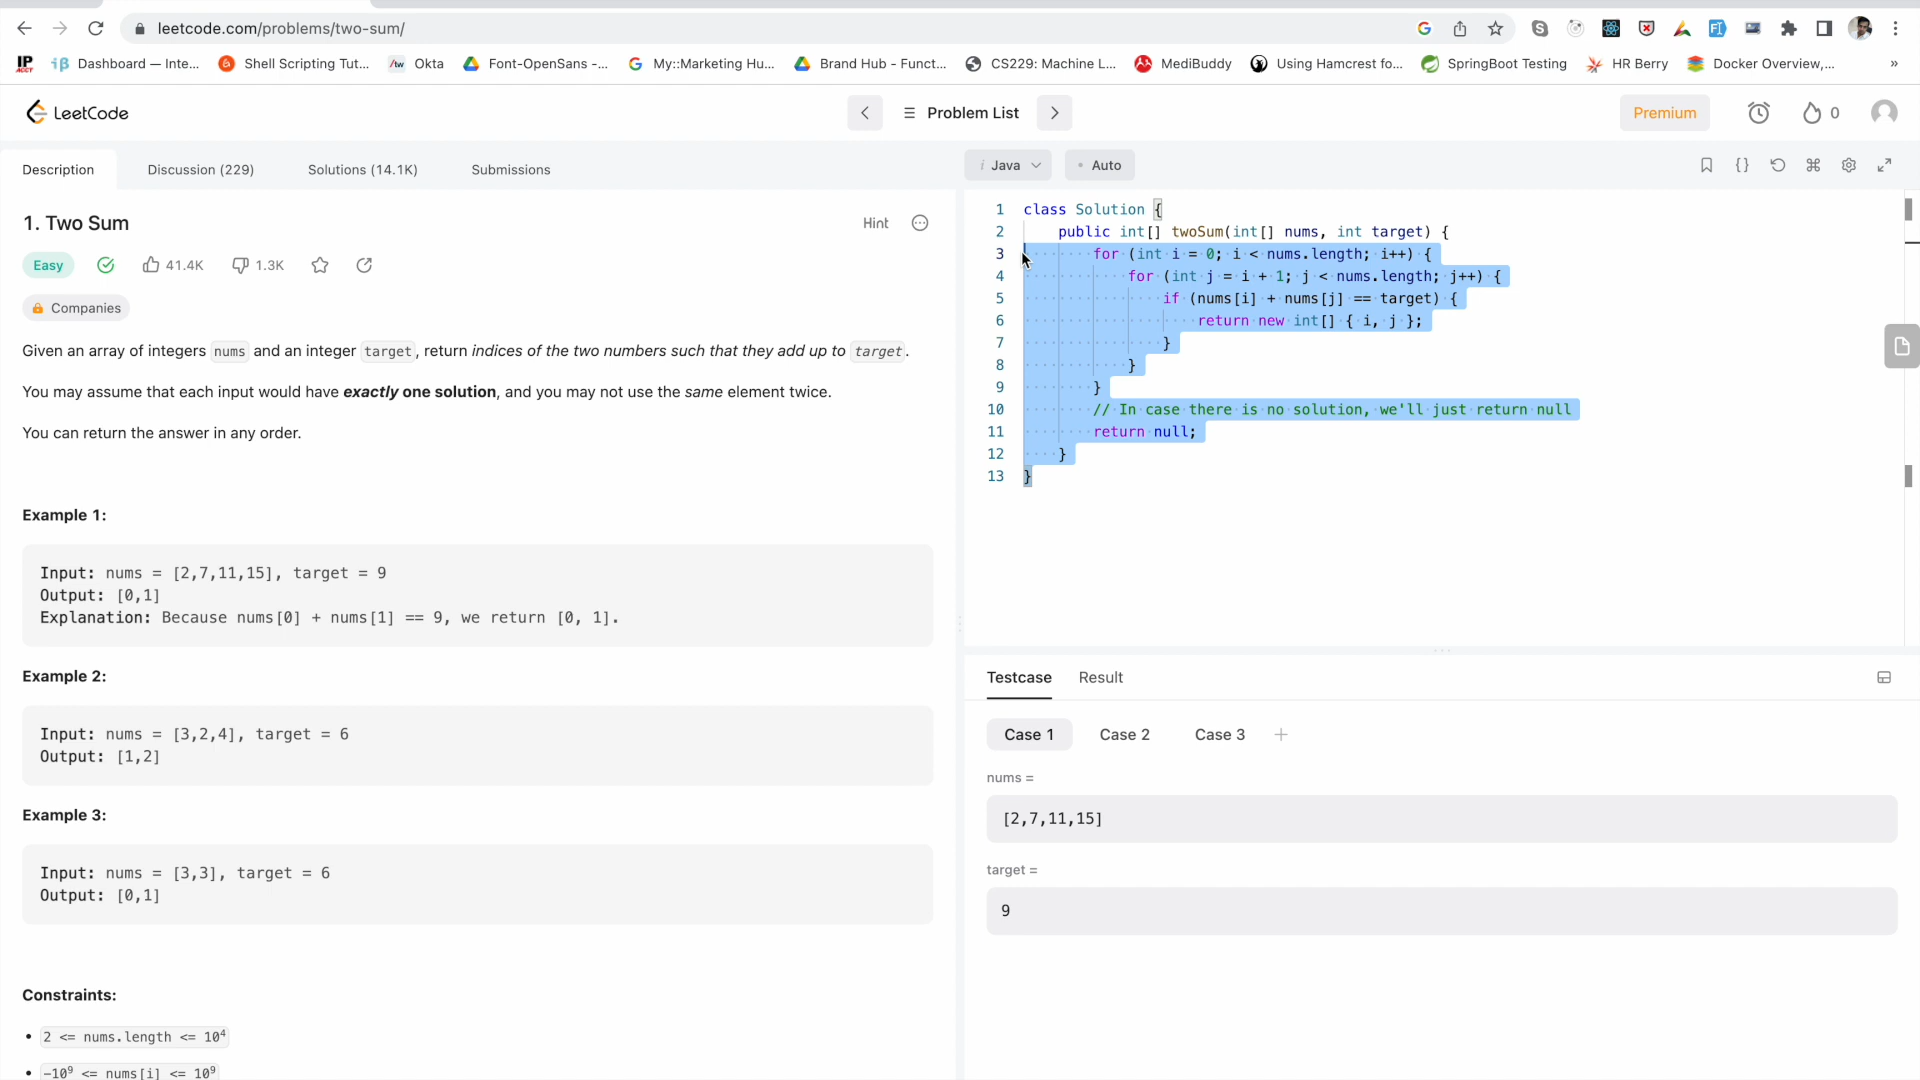 leetcode.com/problems/two-sum/
Dashboard — Inte...
Shell Scripting Tut...
Okta
Font-OpenSans -...
My::Marketing Hu...
Brand Hub - Funct...
CS229: Machine L...
MediBuddy
Using Hamcrest fo...
SpringBoot Testing
HR Berry
Docker Overview,...
»
LeetCode
Problem List
Premium
0
Description
Discussion (229)
Solutions (14.1K)
Submissions
1. Two Sum
Hint
Easy
41.4K
1.3K
Companies
Given an array of integers nums and an integer target, return indices of the two numbers such that they add up to target.
You may assume that each input would have exactly one solution, and you may not use the same element twice.
You can return the answer in any order.
Example 1:
Input: nums = [2,7,11,15], target = 9
Output: [0,1]
Explanation: Because nums[0] + nums[1] == 9, we return [0, 1].
Example 2:
Input: nums = [3,2,4], target = 6
Output: [1,2]
Example 3:
Input: nums = [3,3], target = 6
Output: [0,1]
Constraints:
• 2 <= nums.length <= 10⁴
• -10⁹ <= nums[i] <= 10⁹
i Java
• Auto
1 class Solution {
2 public int[] twoSum(int[] nums, int target) {
3 for (int i = 0; i < nums.length; i++) {
4 for (int j = i + 1; j < nums.length; j++) {
5 if (nums[i] + nums[j] == target) {
6 return new int[] { i, j };
7 }
8 }
9 }
10 // In case there is no solution, we'll just return null
11 return null;
12 }
13 }
Testcase
Result
Case 1
Case 2
Case 3
+
nums =
[2,7,11,15]
target =
9